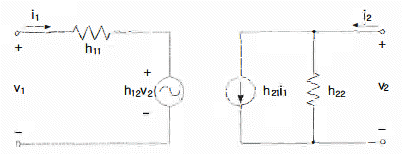 i1 i2
+ h11 +
+
v1 h12v2 h21i1 h22 v2
−
− −